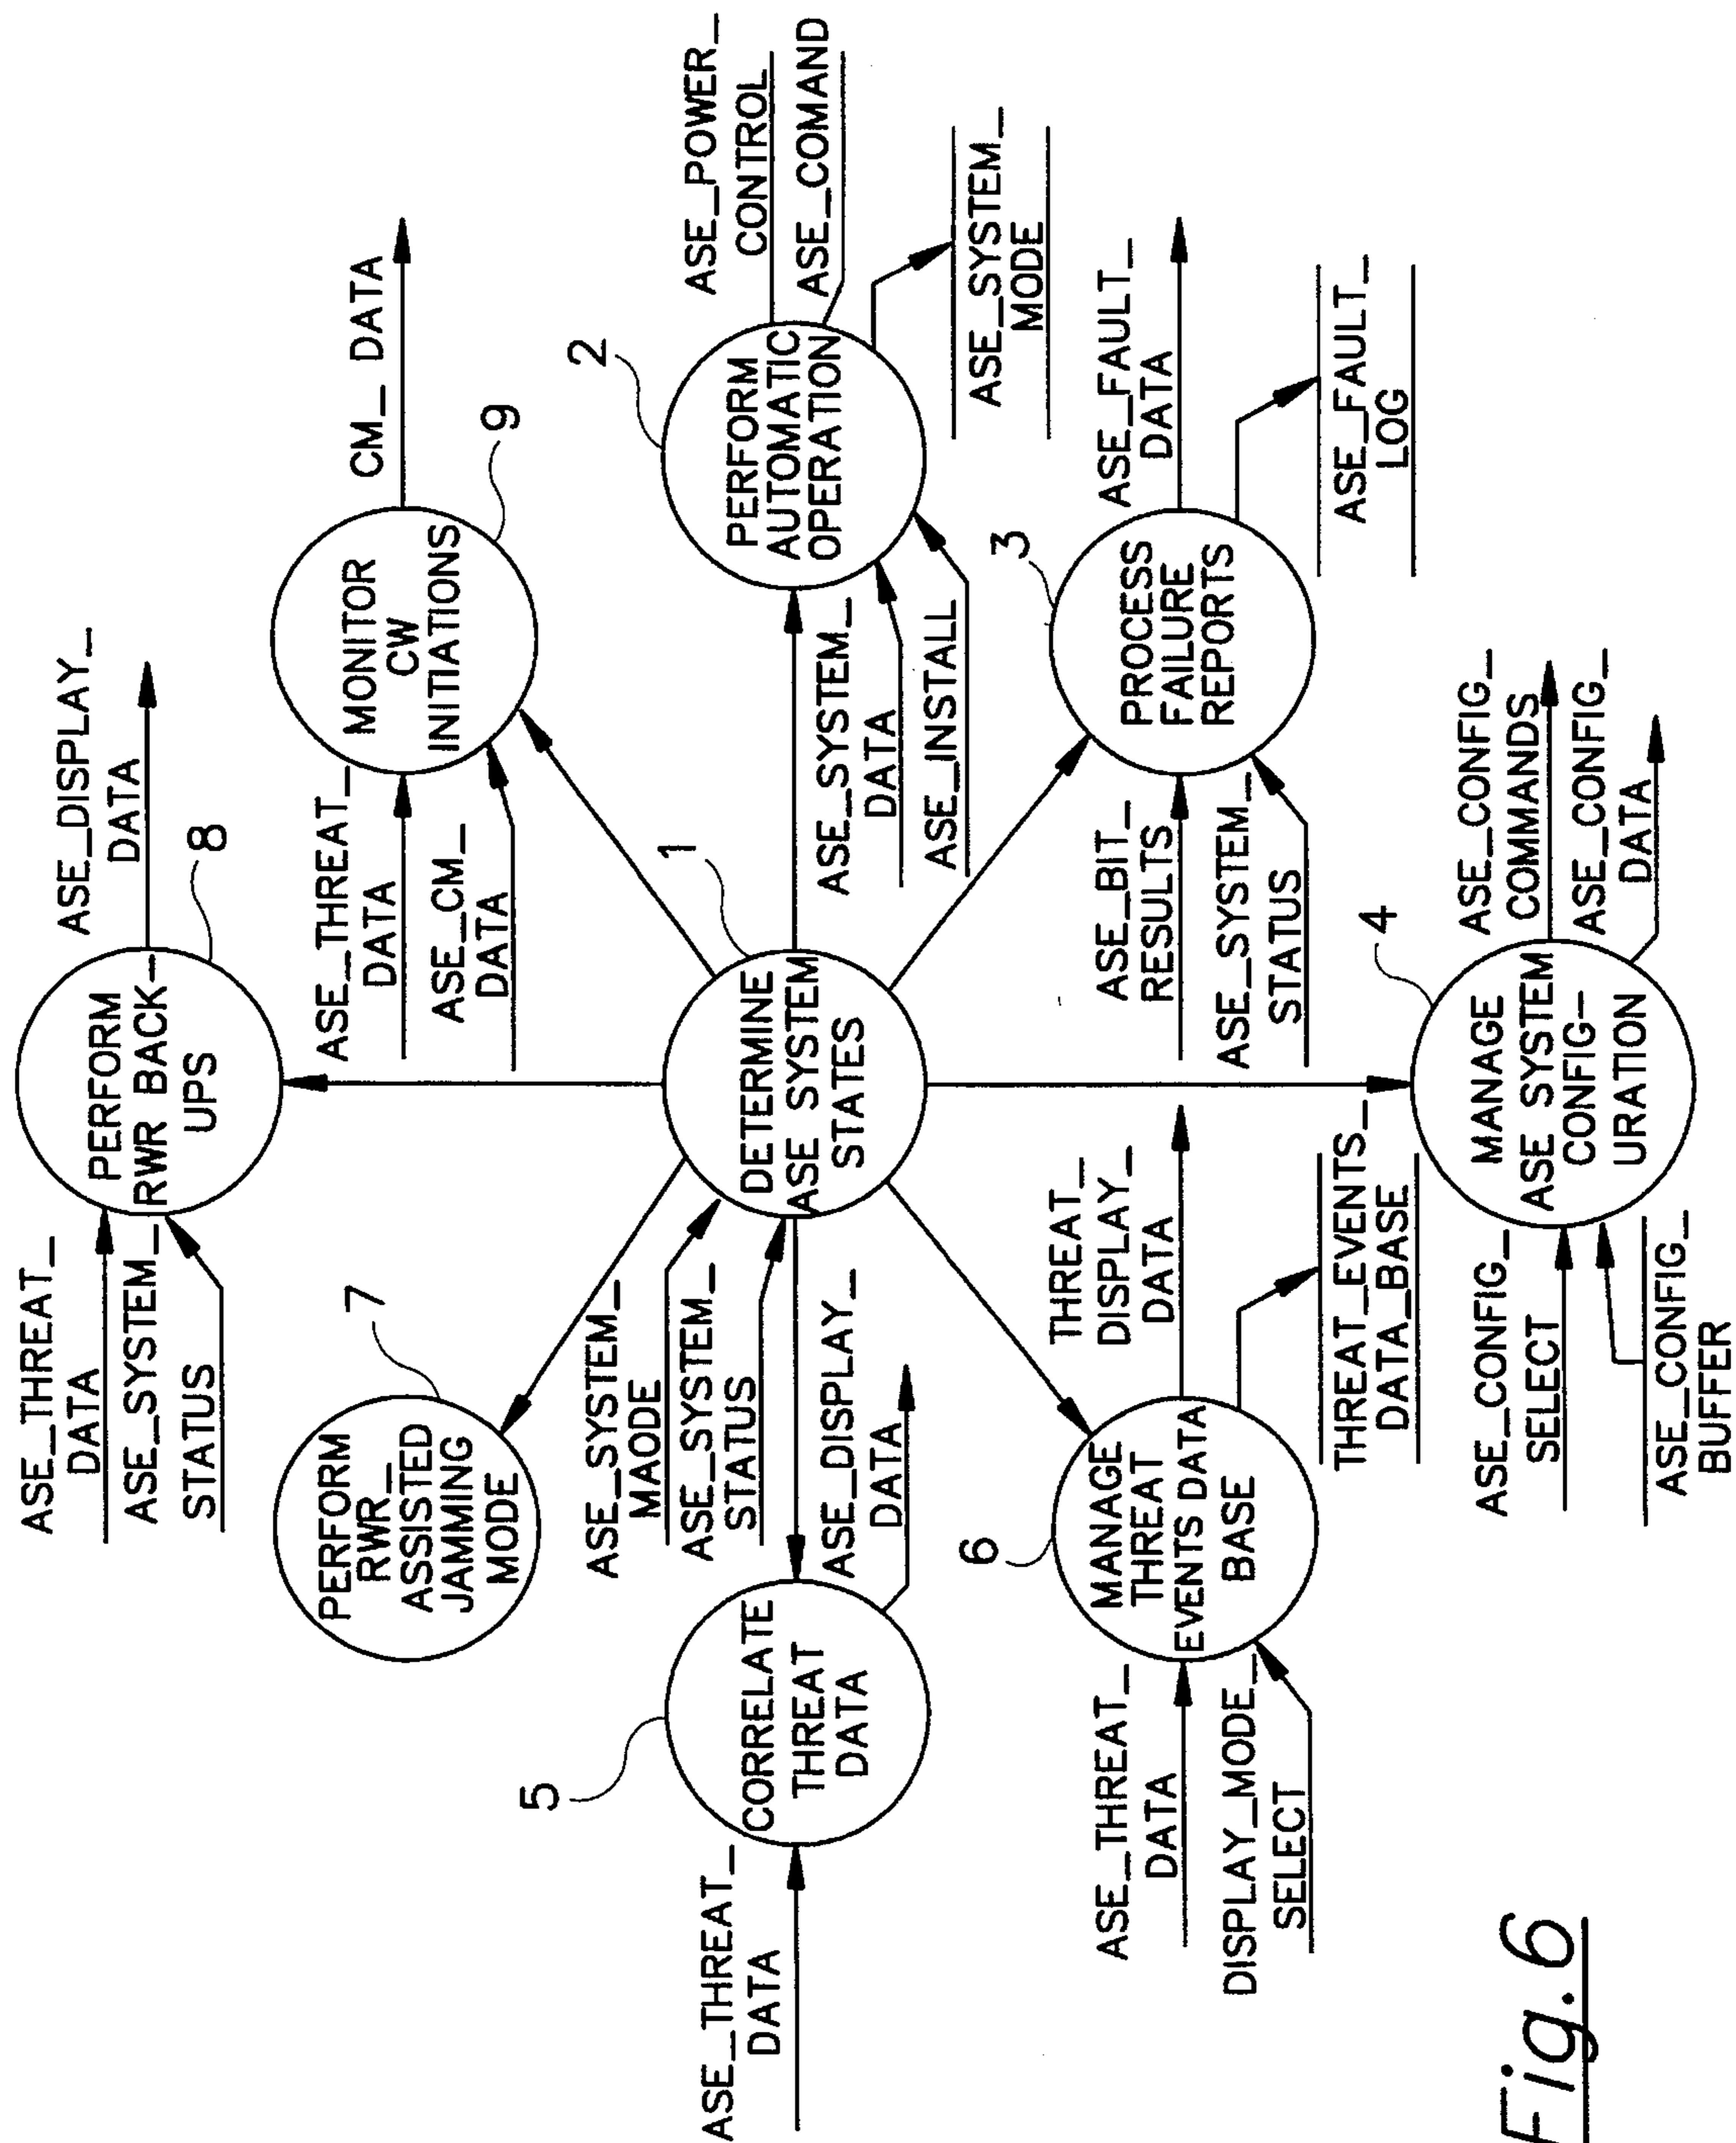 ASE_THREAT_
DATA
ASE_SYSTEM_
STATUS
PERFORM
RWR BACK-
UPS
8
ASE_DISPLAY_
DATA
7
PERFORM
RWR_
ASSISTED
JAMMING
MODE
ASE_THREAT_
DATA
ASE_CM_
DATA
MONITOR
CW
INITIATIONS
9
CM_ DATA
ASE_SYSTEM_
MAODE
ASE_SYSTEM_
STATUS
1
DETERMINE
ASE SYSTEM
STATES
5
ASE_THREAT_
DATA
CORRELATE
THREAT
DATA
ASE_DISPLAY_
DATA
2
PERFORM
AUTOMATIC
OPERATION
ASE_SYSTEM_
DATA
ASE_INSTALL
ASE_POWER_
CONTROL
ASE_COMAND
ASE_SYSTEM_
MODE
6
ASE_THREAT_
DATA
DISPLAY_MODE_
SELECT
MANAGE
THREAT
EVENTS DATA
BASE
THREAT_
DISPLAY_
DATA
THREAT_EVENTS_
DATA_BASE
3
ASE_BIT_
RESULTS
ASE_SYSTEM_
STATUS
PROCESS
FAILURE
REPORTS
ASE_FAULT_
DATA
ASE_FAULT_
LOG
4
ASE_CONFIG_
SELECT
ASE_CONFIG_
BUFFER
MANAGE
ASE SYSTEM
CONFIG-
URATION
ASE_CONFIG_
COMMANDS
ASE_CONFIG_
DATA
Fig.6